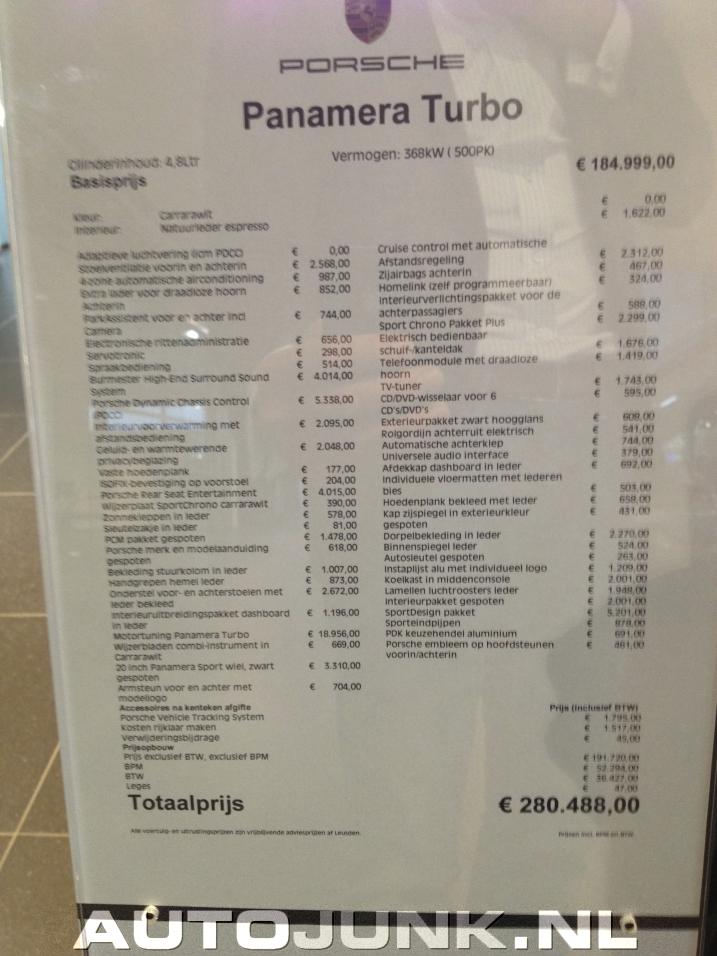 PORSCHE
Panamera Turbo
Cilinderinhoud: 4,8Ltr
Vermogen: 368kW ( 500PK)
€ 184.999,00
Basisprijs
Kleur: Carrarawit € 0,00
Interieur: Natuurleder espresso € 1.622,00
Adaptieve luchtvering (icm PDCC) € 0,00
Stoelventilatie voorin en achterin € 2.568,00
4-zone automatische airconditioning € 987,00
Extra lader voor draadloze hoorn € 852,00
Achterin
ParkAssistent voor en achter incl € 744,00
Camera
Electronische rittenadministratie € 656,00
Servotronic € 298,00
Spraakbediening € 514,00
Burmester High-End Surround Sound € 4.014,00
System
Porsche Dynamic Chassis Control € 5.338,00
(PDCC)
Interieurvoorverwarming met € 2.095,00
afstandsbediening
Geluid- en warmtewerende € 2.048,00
privacybeglazing
Vaste hoedenplank € 177,00
ISOFIX-bevestiging op voorstoel € 204,00
Porsche Rear Seat Entertainment € 4.015,00
Wijzerplaat SportChrono carrarawit € 390,00
Zonnekleppen in leder € 578,00
Sleutelzakje in leder € 81,00
PCM pakket gespoten € 1.478,00
Porsche merk en modelaanduiding € 618,00
gespoten
Bekleding stuurkolom in leder € 1.007,00
Handgrepen hemel leder € 873,00
Onderstel voor- en achterstoelen met € 2.672,00
leder bekleed
Interieuruitbreidingspakket dashboard € 1.196,00
in leder
Motortuning Panamera Turbo € 18.956,00
Wijzerbladen combi-instrument in € 669,00
Carrarawit
20 inch Panamera Sport wiel, zwart € 3.310,00
gespoten
Armsteun voor en achter met € 704,00
modellogo
Cruise control met automatische € 2.312,00
Afstandsregeling
Zijairbags achterin € 467,00
Homelink (zelf programmeerbaar) € 324,00
Interieurverlichtingspakket voor de € 588,00
achterpassagiers
Sport Chrono Pakket Plus € 2.299,00
Elektrisch bedienbaar € 1.676,00
schuif-/kanteldak
Telefoonmodule met draadloze € 1.419,00
hoorn
TV-tuner € 1.743,00
CD/DVD-wisselaar voor 6 € 595,00
CD's/DVD's
Exterieurpakket zwart hoogglans € 608,00
Rolgordijn achterruit elektrisch € 541,00
Automatische achterklep € 744,00
Universele audio interface € 379,00
Afdekkap dashboard in leder € 692,00
Individuele vloermatten met lederen € 503,00
bies
Hoedenplank bekleed met leder € 658,00
Kap zijspiegel in exterieurkleur € 431,00
gespoten
Dorpelbekleding in leder € 2.270,00
Binnenspiegel leder € 524,00
Autosleutel gespoten € 263,00
Instaplijst alu met individueel logo € 1.209,00
Koelkast in middenconsole € 2.001,00
Lamellen luchtroosters leder € 1.948,00
Interieurpakket gespoten € 2.001,00
SportDesign pakket € 5.201,00
Sporteindpijpen € 878,00
PDK keuzehendel aluminium € 691,00
Porsche embleem op hoofdsteunen € 461,00
voorin/achterin
Accessoires na kenteken afgifte Prijs (Inclusief BTW)
Porsche Vehicle Tracking System € 1.795,00
Kosten rijklaar maken € 1.517,00
Verwijderingsbijdrage € 45,00
Prijsopbouw
Prijs exclusief BTW, exclusief BPM € 191.720,00
BPM € 52.294,00
BTW € 36.427,00
Leges € 47,00
Totaalprijs € 280.488,00
Alle voertuig- en uitrustingsprijzen zijn vrijblijvende adviesprijzen af Leusden.
Prijzen incl. BPM en BTW
AUTOJUNK.NL